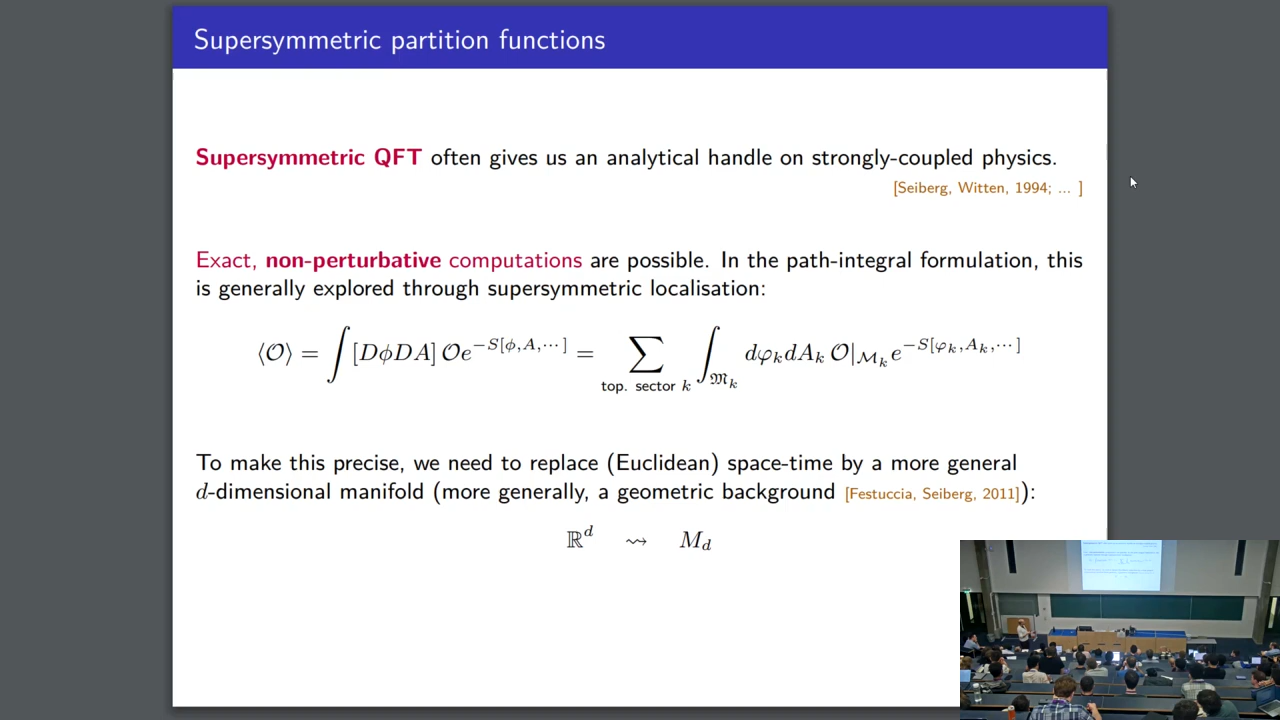 Supersymmetric partition functions
Supersymmetric QFT often gives us an analytical handle on strongly-coupled physics.
[Seiberg, Witten, 1994; ... ]
Exact, non-perturbative computations are possible. In the path-integral formulation, this
is generally explored through supersymmetric localisation:
⟨𝒪⟩ = ∫[DϕDA] 𝒪e^{−S[ϕ,A,⋯]} = ∑_{top. sector k} ∫_{𝔐_k} dφ_k dA_k 𝒪|_{ℳ_k} e^{−S[φ_k,A_k,⋯]}
To make this precise, we need to replace (Euclidean) space-time by a more general
d-dimensional manifold (more generally, a geometric background [Festuccia, Seiberg, 2011]):
ℝ^d ⇝ M_d